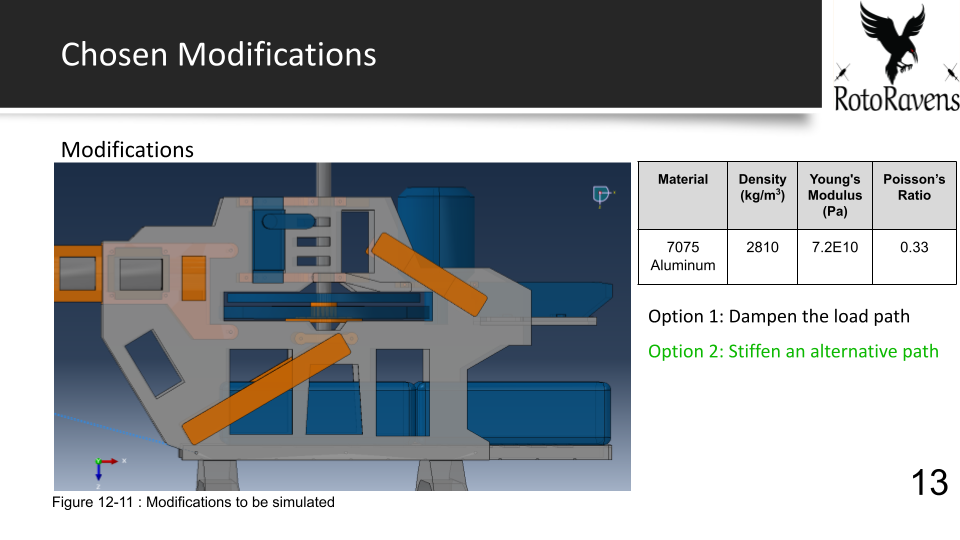 Chosen Modifications
RotoRavens
Modifications
Material
Density
(kg/m³)
Young's
Modulus
(Pa)
Poisson’s
Ratio
7075
Aluminum
2810
7.2E10
0.33
Option 1: Dampen the load path
Option 2: Stiffen an alternative path
X
Z
Figure 12-11 : Modifications to be simulated
13